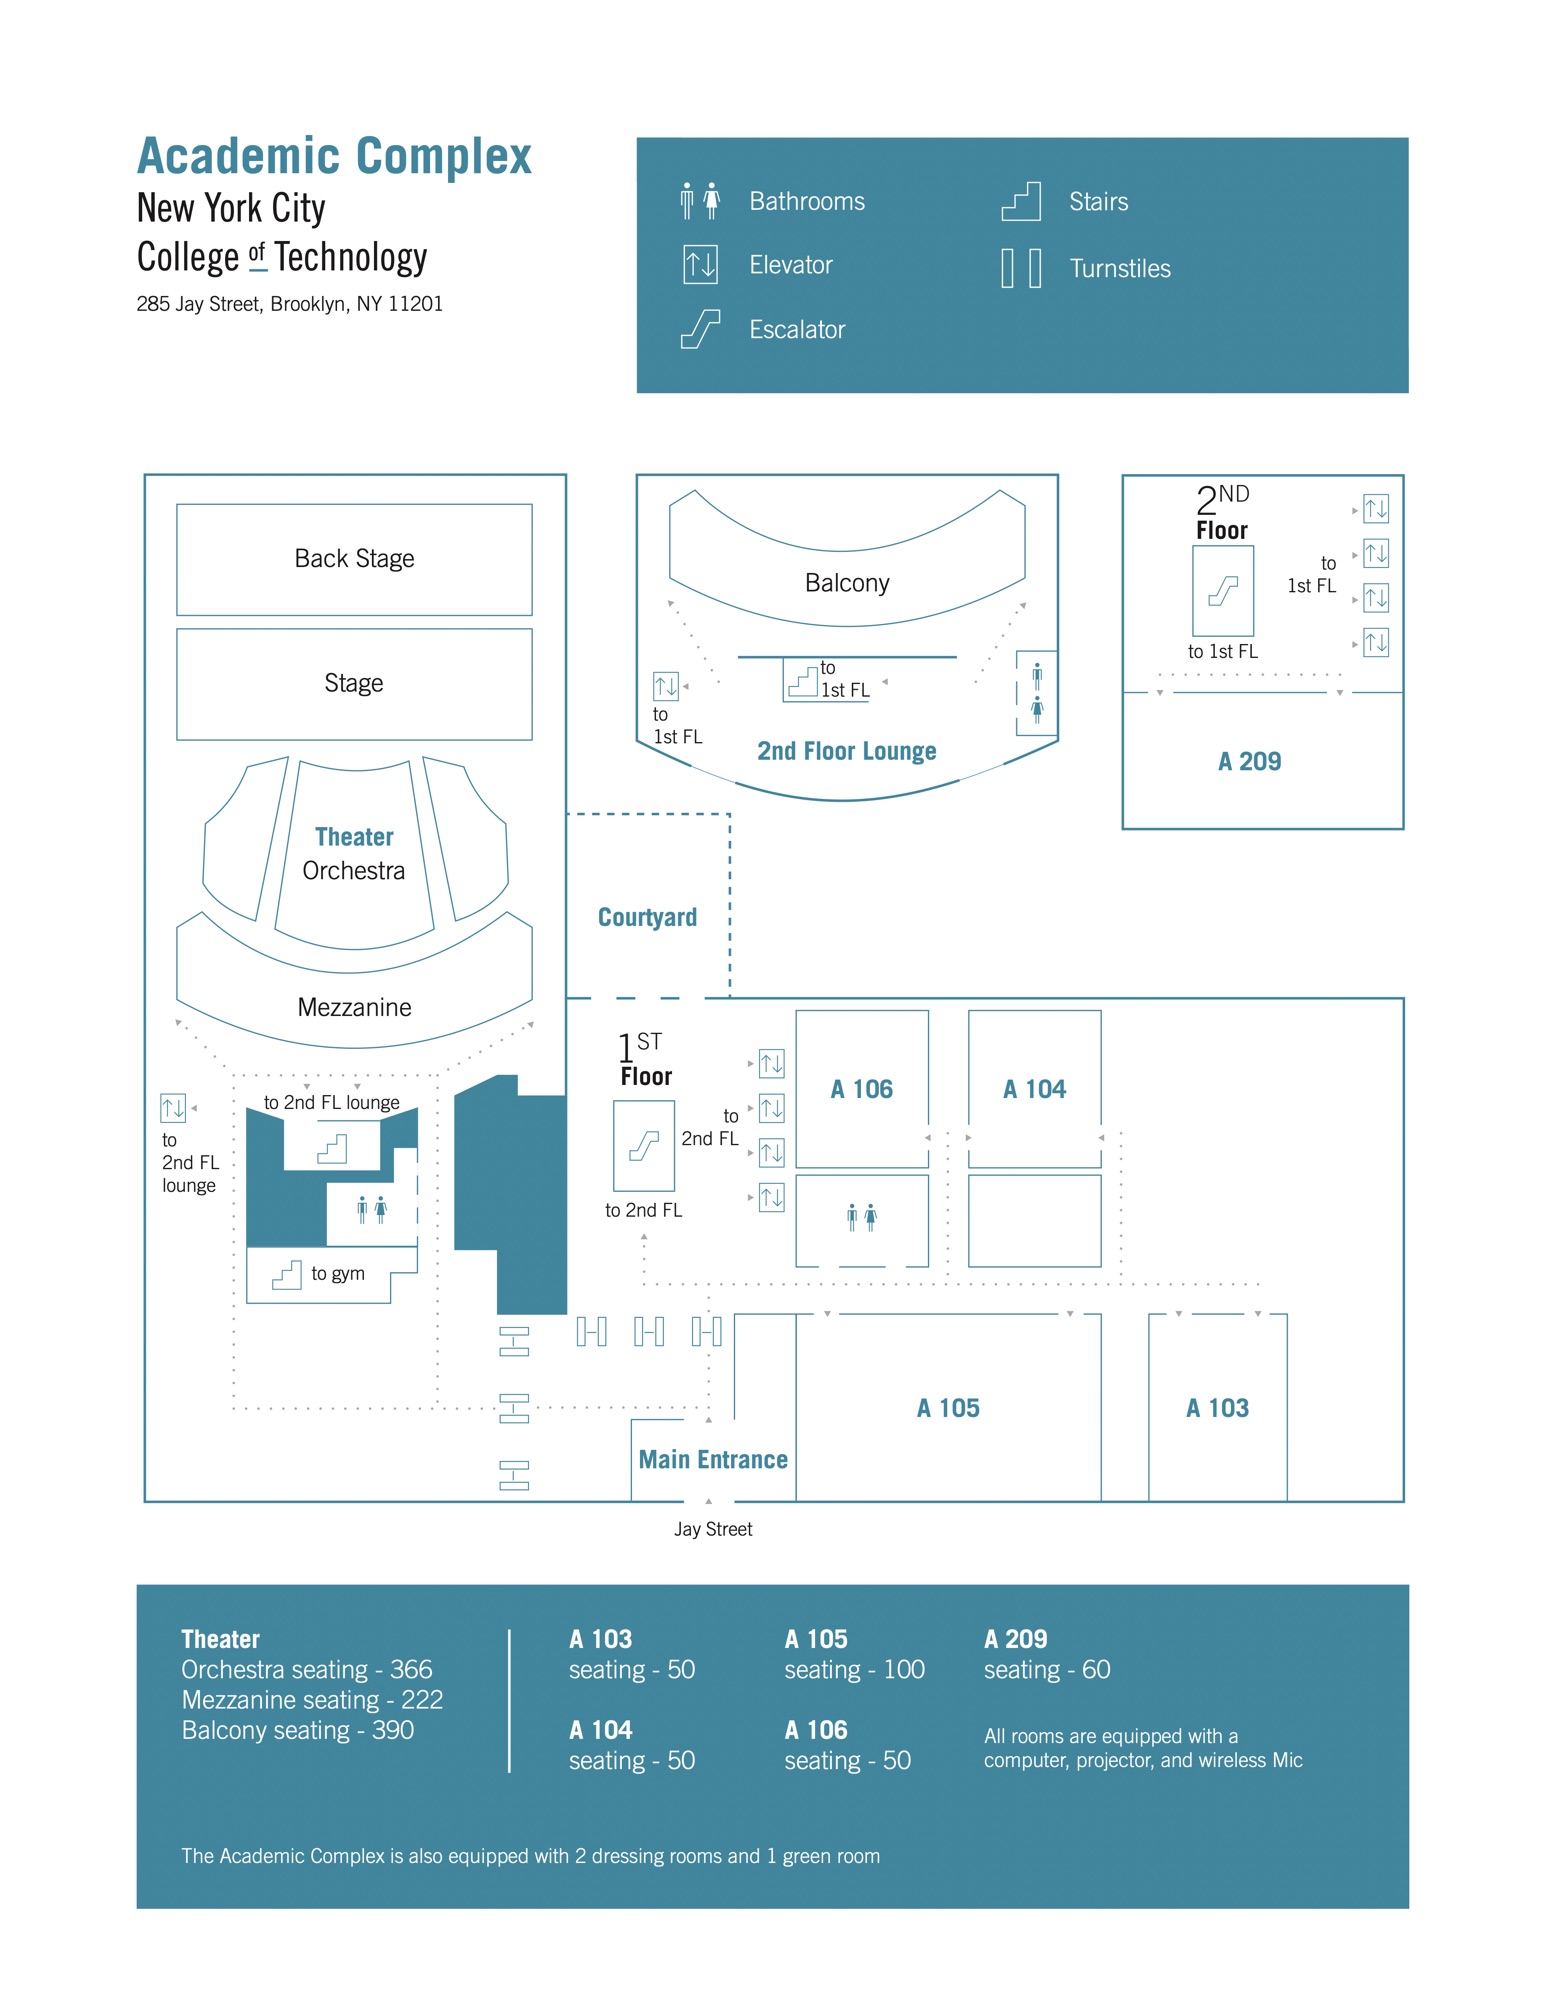 Academic Complex
New York City
College of Technology
285 Jay Street, Brooklyn, NY 11201
Bathrooms
Elevator
Escalator
Stairs
Turnstiles
Back Stage
Stage
Theater
Orchestra
Mezzanine
to 2nd FL lounge
to
2nd FL
lounge
to gym
Balcony
to
1st FL
to
1st FL
2nd Floor Lounge
2ND
Floor
to
1st FL
to 1st FL
A 209
Courtyard
1ST
Floor
to
2nd FL
to 2nd FL
A 106
A 104
A 105
A 103
Main Entrance
Jay Street
Theater
Orchestra seating - 366
Mezzanine seating - 222
Balcony seating - 390
A 103
seating - 50
A 104
seating - 50
A 105
seating - 100
A 106
seating - 50
A 209
seating - 60
All rooms are equipped with a
computer, projector, and wireless Mic
The Academic Complex is also equipped with 2 dressing rooms and 1 green room